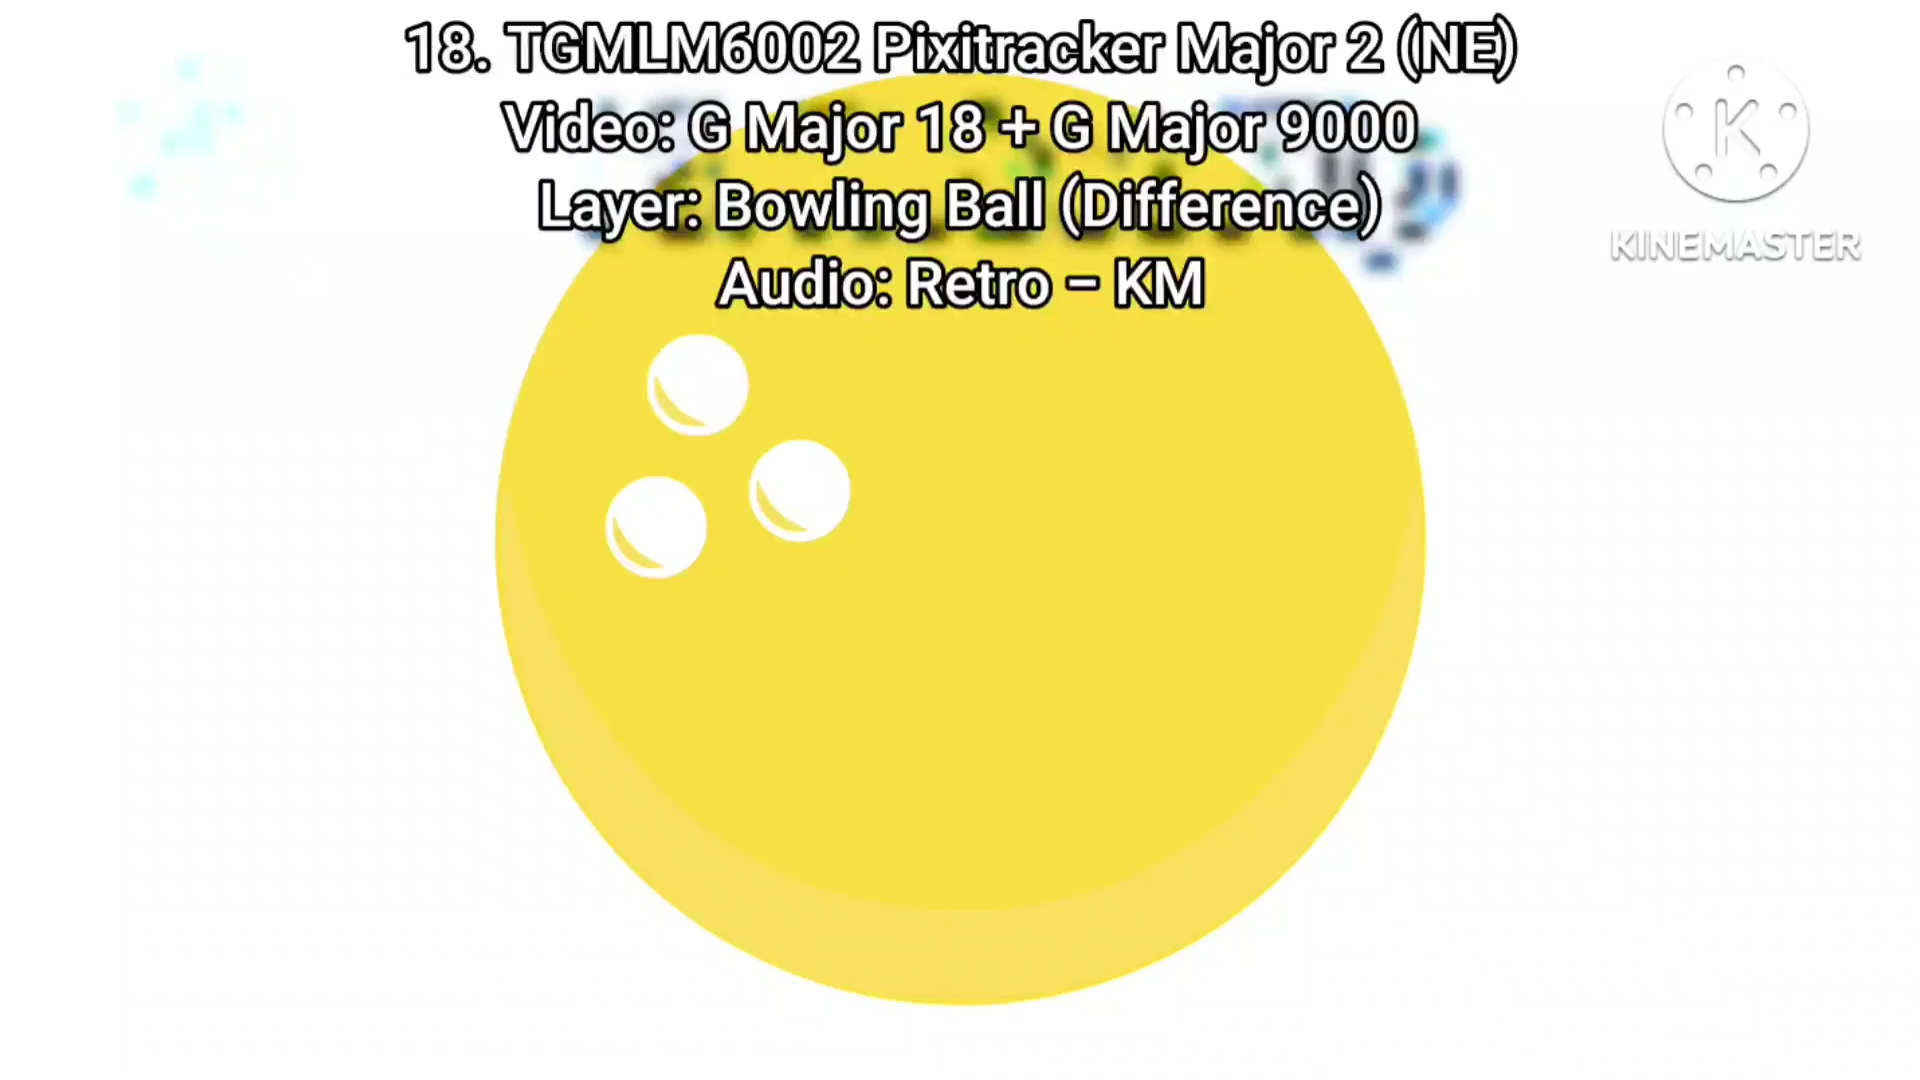 18. TGMLM6002 Pixitracker Major 2 (NE)
Video: G Major 18 + G Major 9000
Layer: Bowling Ball (Difference)
Audio: Retro – KM
K
KINEMASTER